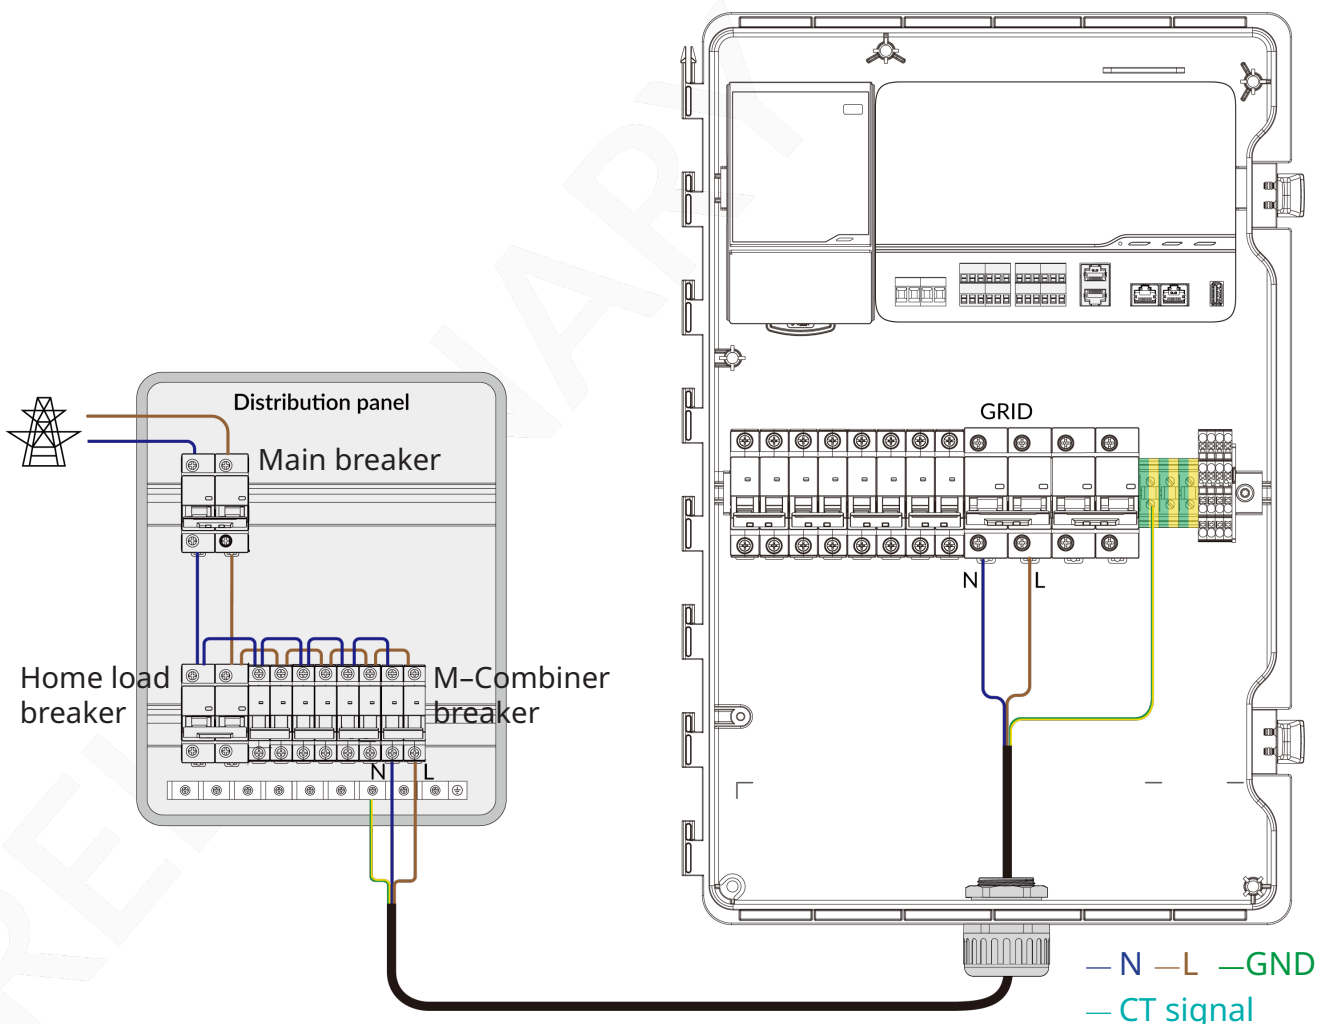 GRID
Distribution panel
Main breaker
N
L
Home load
breaker
M–Combiner
breaker
N
L
N L GND
CT signal